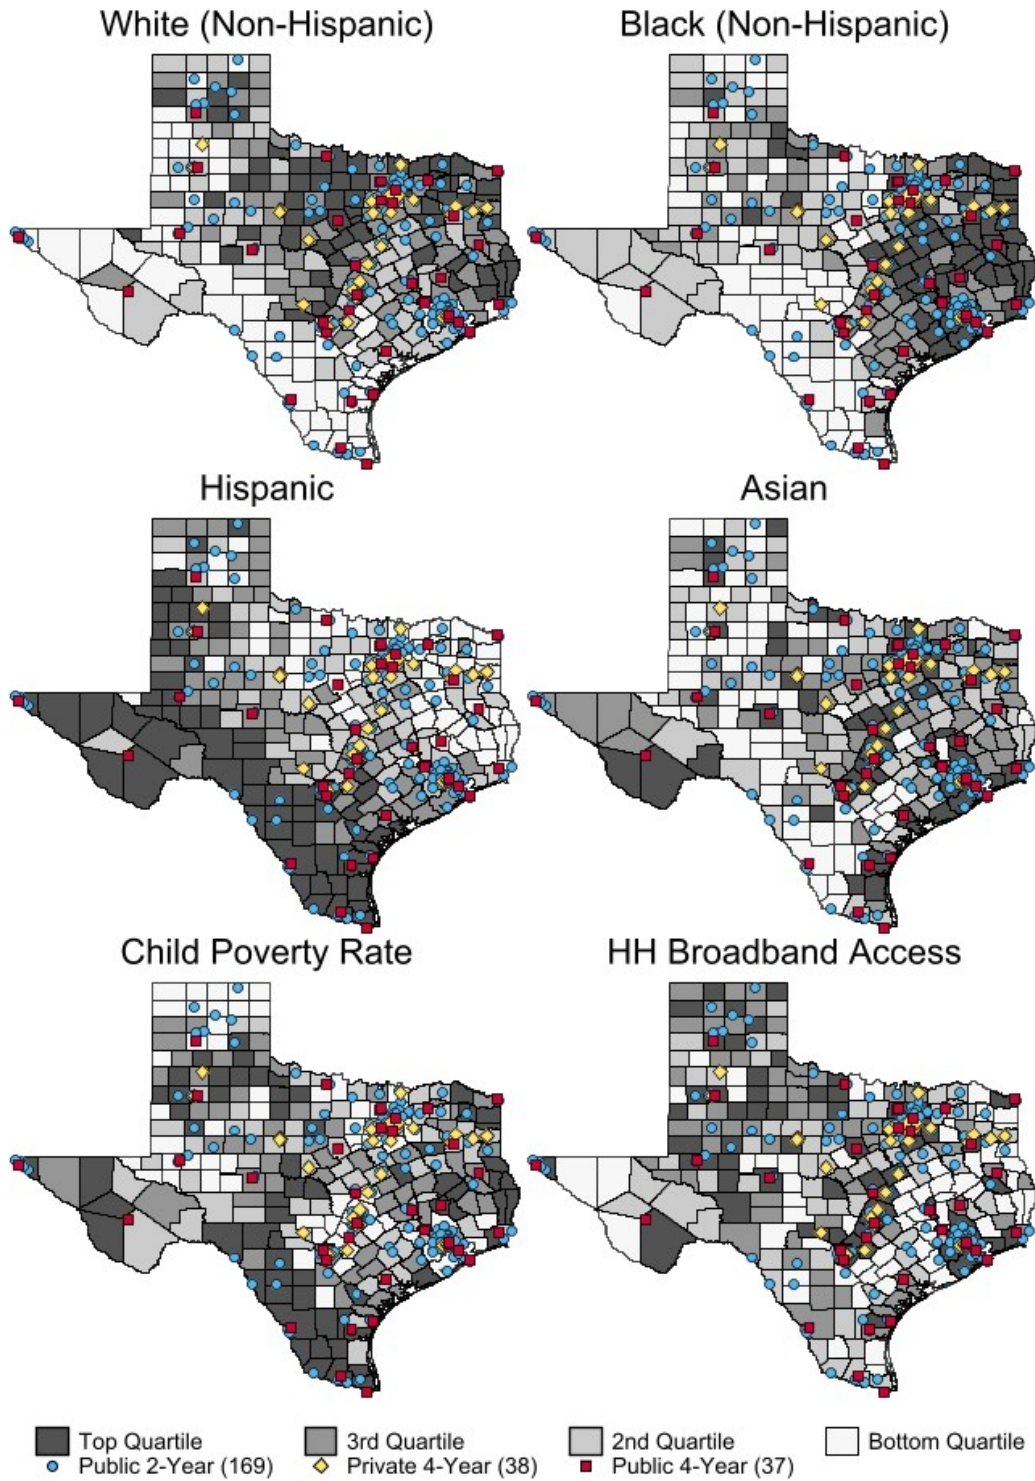 White (Non-Hispanic)
Black (Non-Hispanic)
Hispanic
Asian
Child Poverty Rate
HH Broadband Access
Top Quartile
3rd Quartile
2nd Quartile
Bottom Quartile
Public 2-Year (169)
Private 4-Year (38)
Public 4-Year (37)